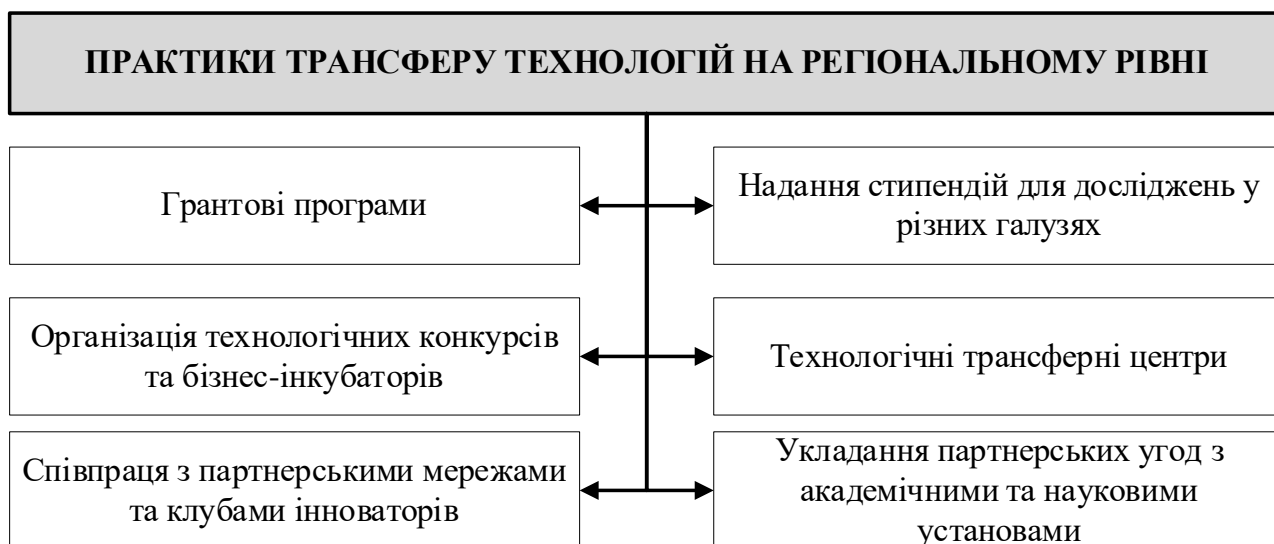 ПРАКТИКИ ТРАНСФЕРУ ТЕХНОЛОГІЙ НА РЕГІОНАЛЬНОМУ РІВНІ
Грантові програми
Надання стипендій для досліджень у
різних галузях
Організація технологічних конкурсів
та бізнес-інкубаторів
Технологічні трансферні центри
Співпраця з партнерськими мережами
та клубами інноваторів
Укладання партнерських угод з
академічними та науковими
установами